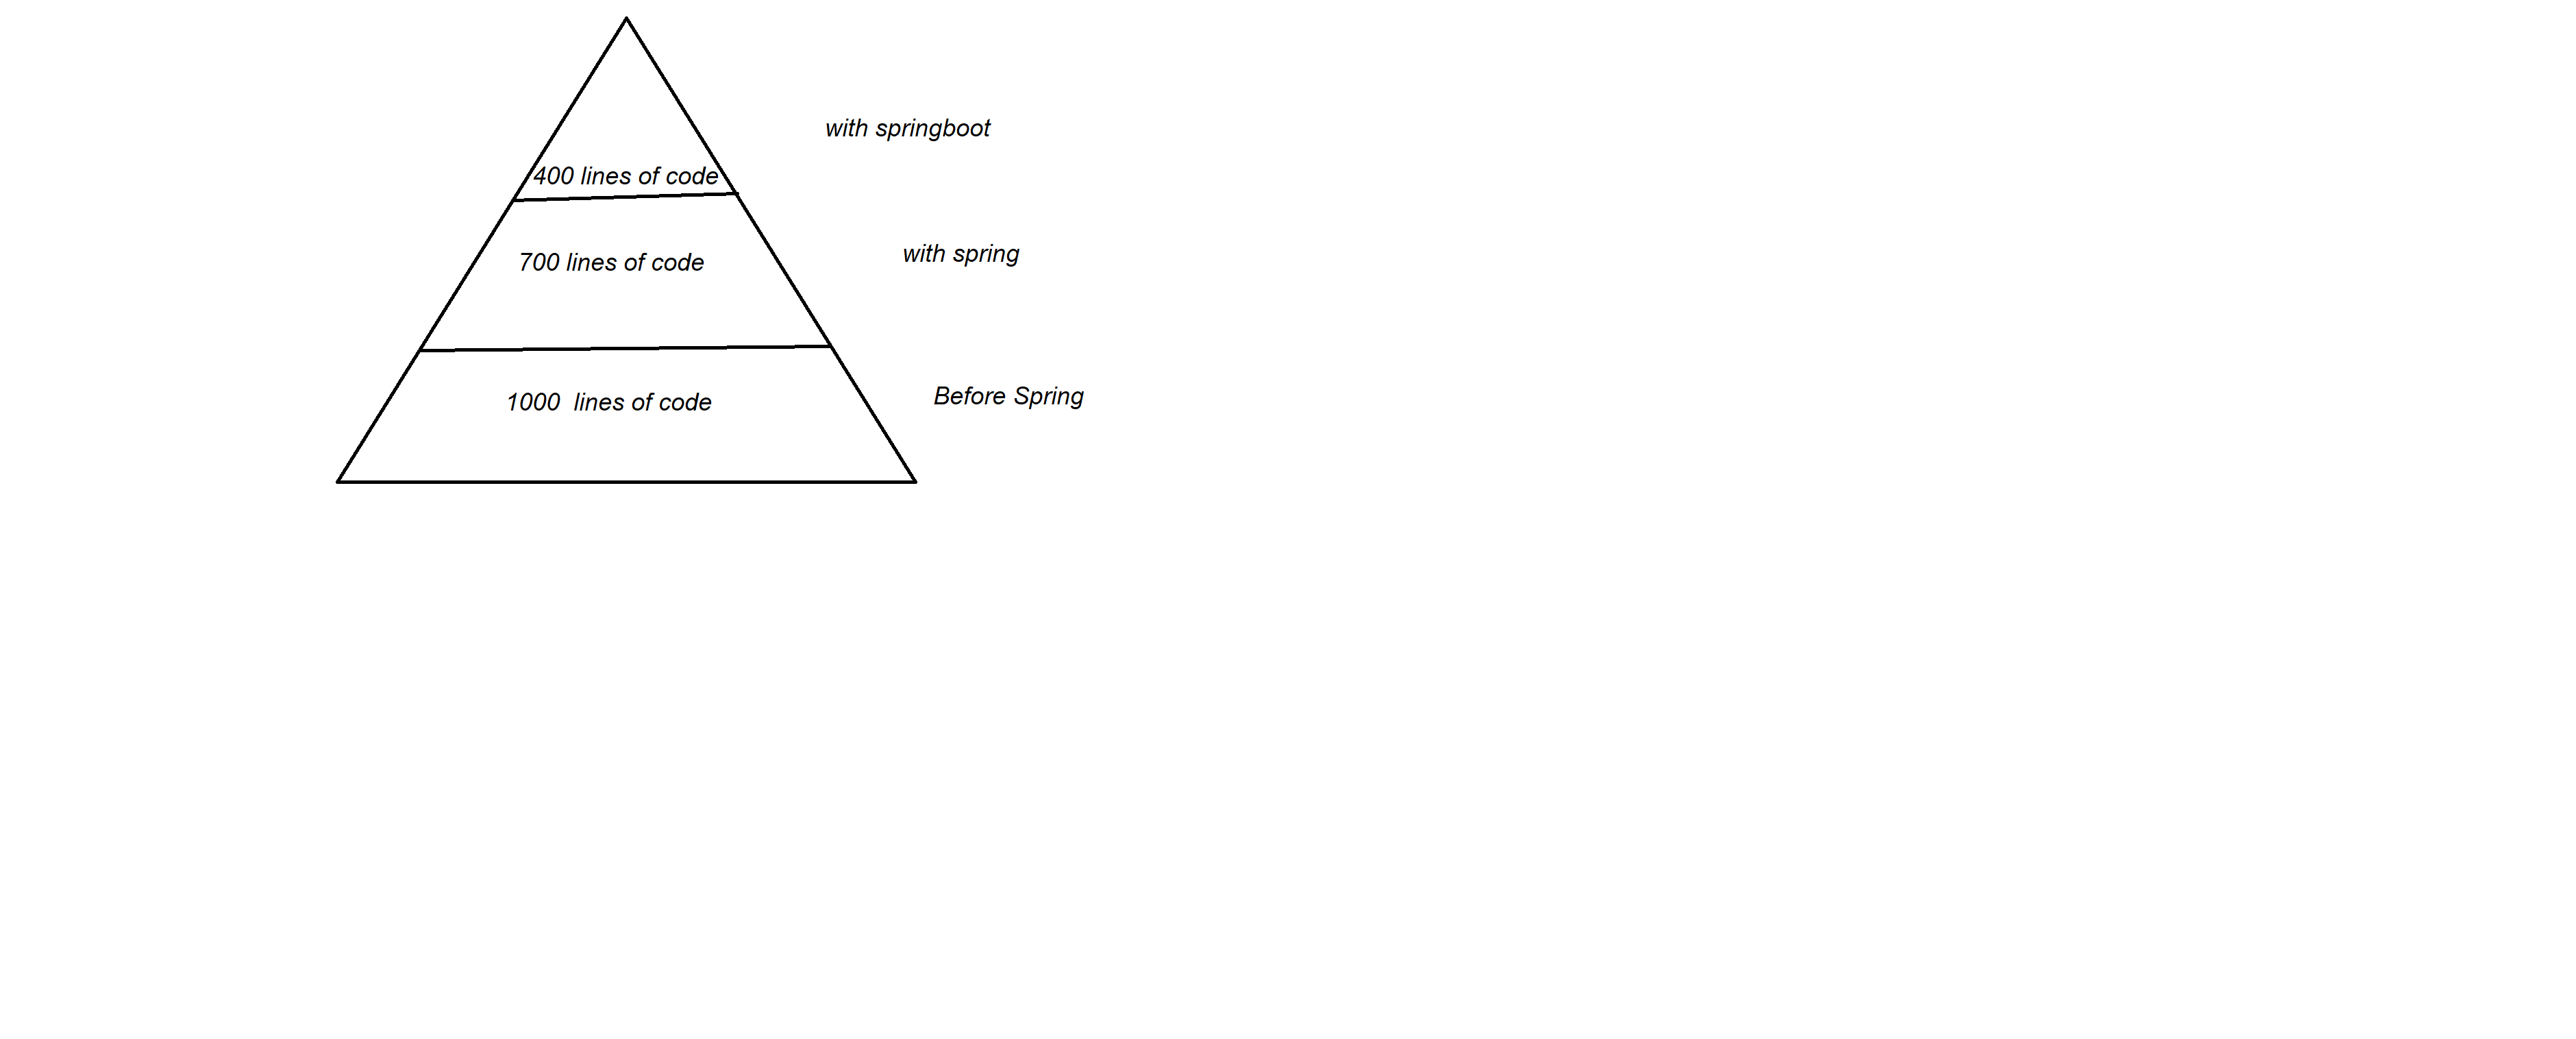 with springboot
400 lines of code
with spring
700 lines of code
Before Spring
1000  lines of code